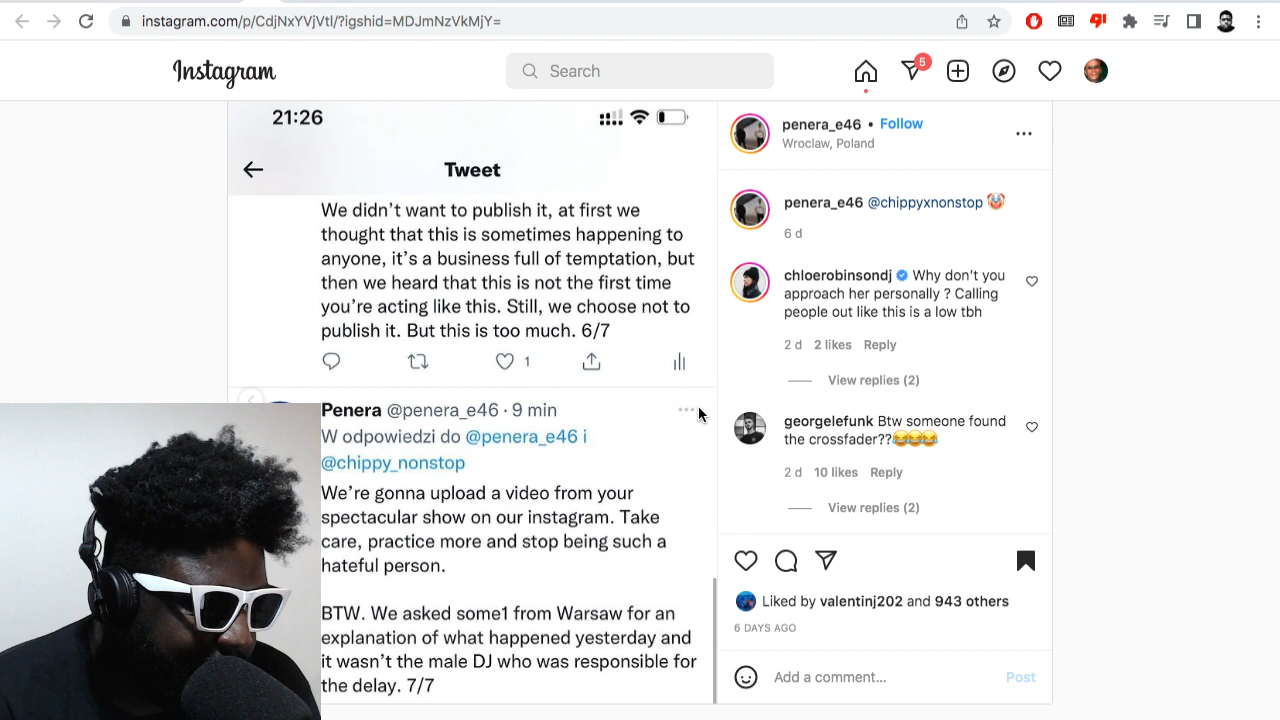 instagram.com/p/CdjNxYVjVtI/?igshid=MDJmNzVkMjY=
Instagram
Search
5
21:26
Tweet
We didn't want to publish it, at first we
thought that this is sometimes happening to
anyone, it's a business full of temptation, but
then we heard that this is not the first time
you're acting like this. Still, we choose not to
publish it. But this is too much. 6/7
1
Penera @penera_e46 · 9 min
W odpowiedzi do @penera_e46 i
@chippy_nonstop
We're gonna upload a video from your
spectacular show on our instagram. Take
care, practice more and stop being such a
hateful person.
BTW. We asked some1 from Warsaw for an
explanation of what happened yesterday and
it wasn't the male DJ who was responsible for
the delay. 7/7
penera_e46 • Follow
Wroclaw, Poland
penera_e46 @chippyxnonstop 🤡
6 d
chloerobinsondj Why don't you
approach her personally ? Calling
people out like this is a low tbh
2 d 2 likes Reply
View replies (2)
georgelefunk Btw someone found
the crossfader??😂😂😂
2 d 10 likes Reply
View replies (2)
Liked by valentinj202 and 943 others
6 DAYS AGO
Add a comment...
Post